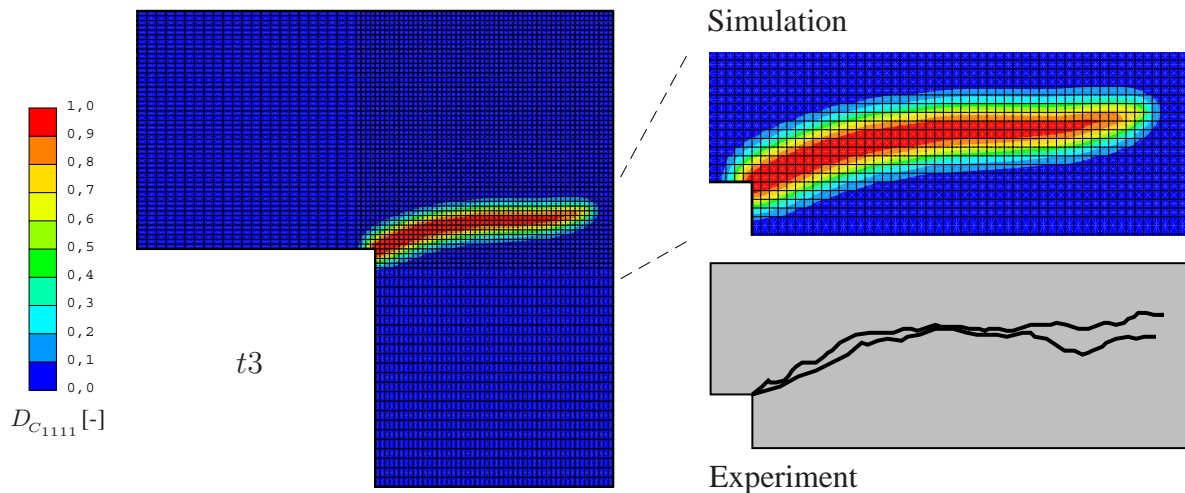 Simulation
1,0
0,9
0,8
0,7
0,6
0,5
0,4
0,3
0,2
0,1
0,0
D_{C_{1111}} [-]
t3
Experiment